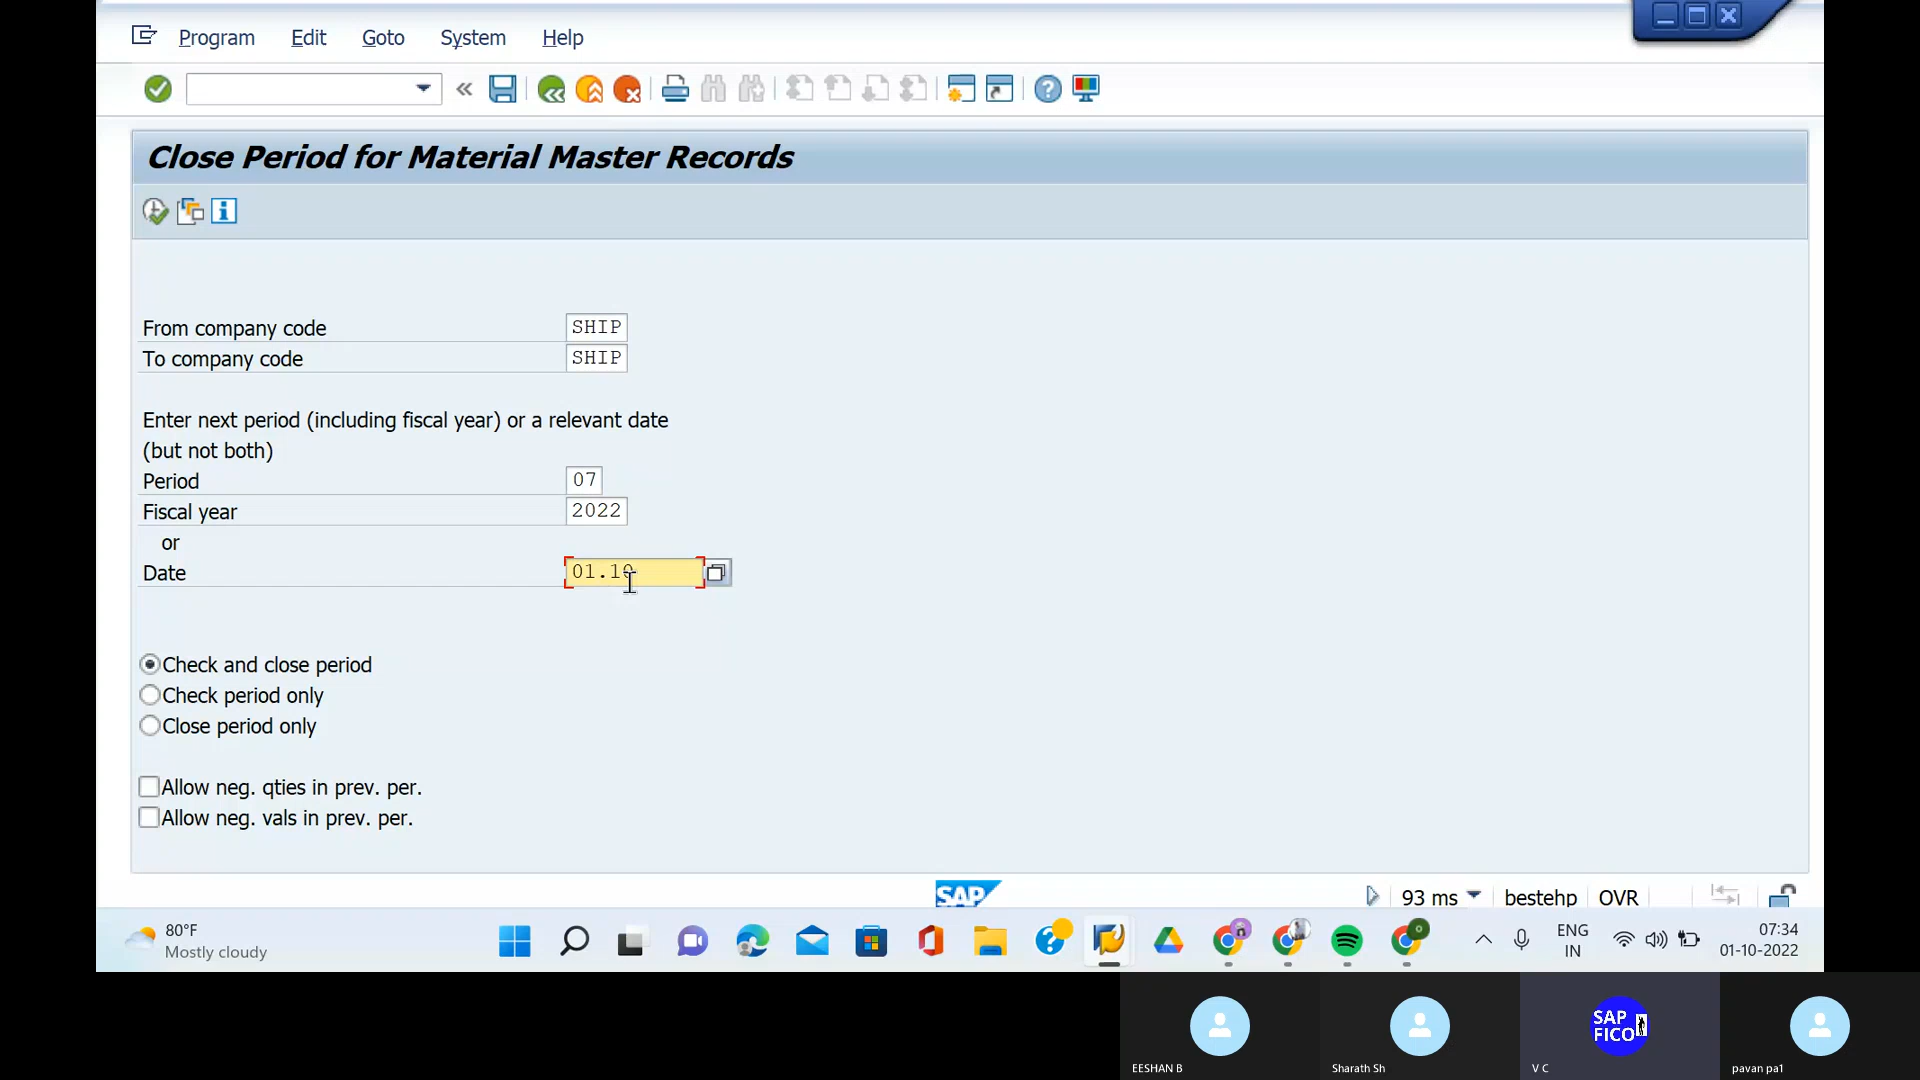 Program Edit Goto System Help
Close Period for Material Master Records
From company code SHIP
To company code SHIP
Enter next period (including fiscal year) or a relevant date
(but not both)
Period 07
Fiscal year 2022
or
Date 01.10
Check and close period
Check period only
Close period only
Allow neg. qties in prev. per.
Allow neg. vals in prev. per.
SAP 93 ms bestehp OVR
80°F
Mostly cloudy
ENG
IN
07:34
01-10-2022
SAP
FICO
EESHAN B
Sharath Sh
V C
pavan pa1